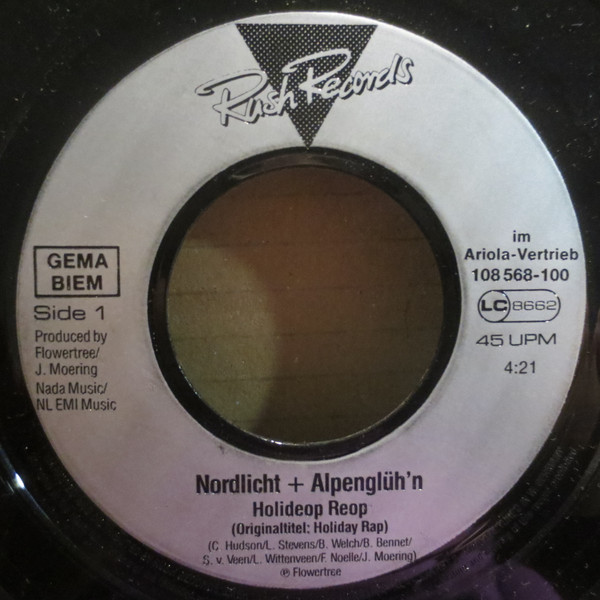 Rush Records
GEMA
BIEM
Side 1
Produced by
Flowertree/
J. Moering
Nada Music/
NL EMI Music
im
Ariola-Vertrieb
108 568-100
LC 8662
45 UPM
4:21
Nordlicht + Alpenglüh'n
Holideop Reop
(Originaltitel: Holiday Rap)
(C. Hudson/L. Stevens/B. Welch/B. Bennet/
S. v. Veen/L. Wittenveen/F. Noelle/J. Moering)
℗ Flowertree